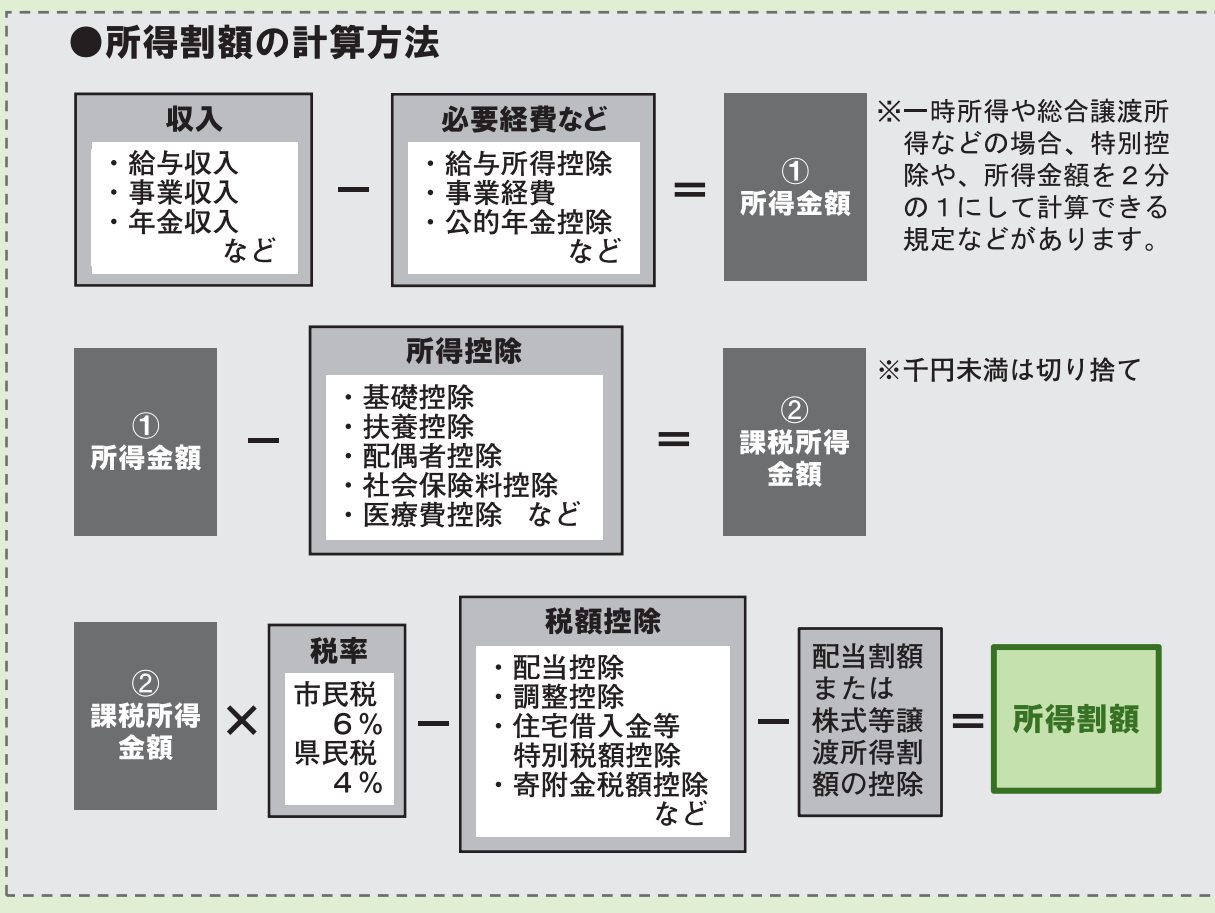 ●所得割額の計算方法
収入
・給与収入
・事業収入
・年金収入
など
－
必要経費など
・給与所得控除
・事業経費
・公的年金控除
など
＝
①
所得金額
※一時所得や総合譲渡所
得などの場合、特別控
除や、所得金額を２分
の１にして計算できる
規定などがあります。
①
所得金額
－
所得控除
・基礎控除
・扶養控除
・配偶者控除
・社会保険料控除
・医療費控除　など
＝
②
課税所得
金額
※千円未満は切り捨て
②
課税所得
金額
×
税率
市民税
６％
県民税
４％
－
税額控除
・配当控除
・調整控除
・住宅借入金等
特別税額控除
・寄附金税額控除
など
－
配当割額
または
株式等譲
渡所得割
額の控除
＝
所得割額